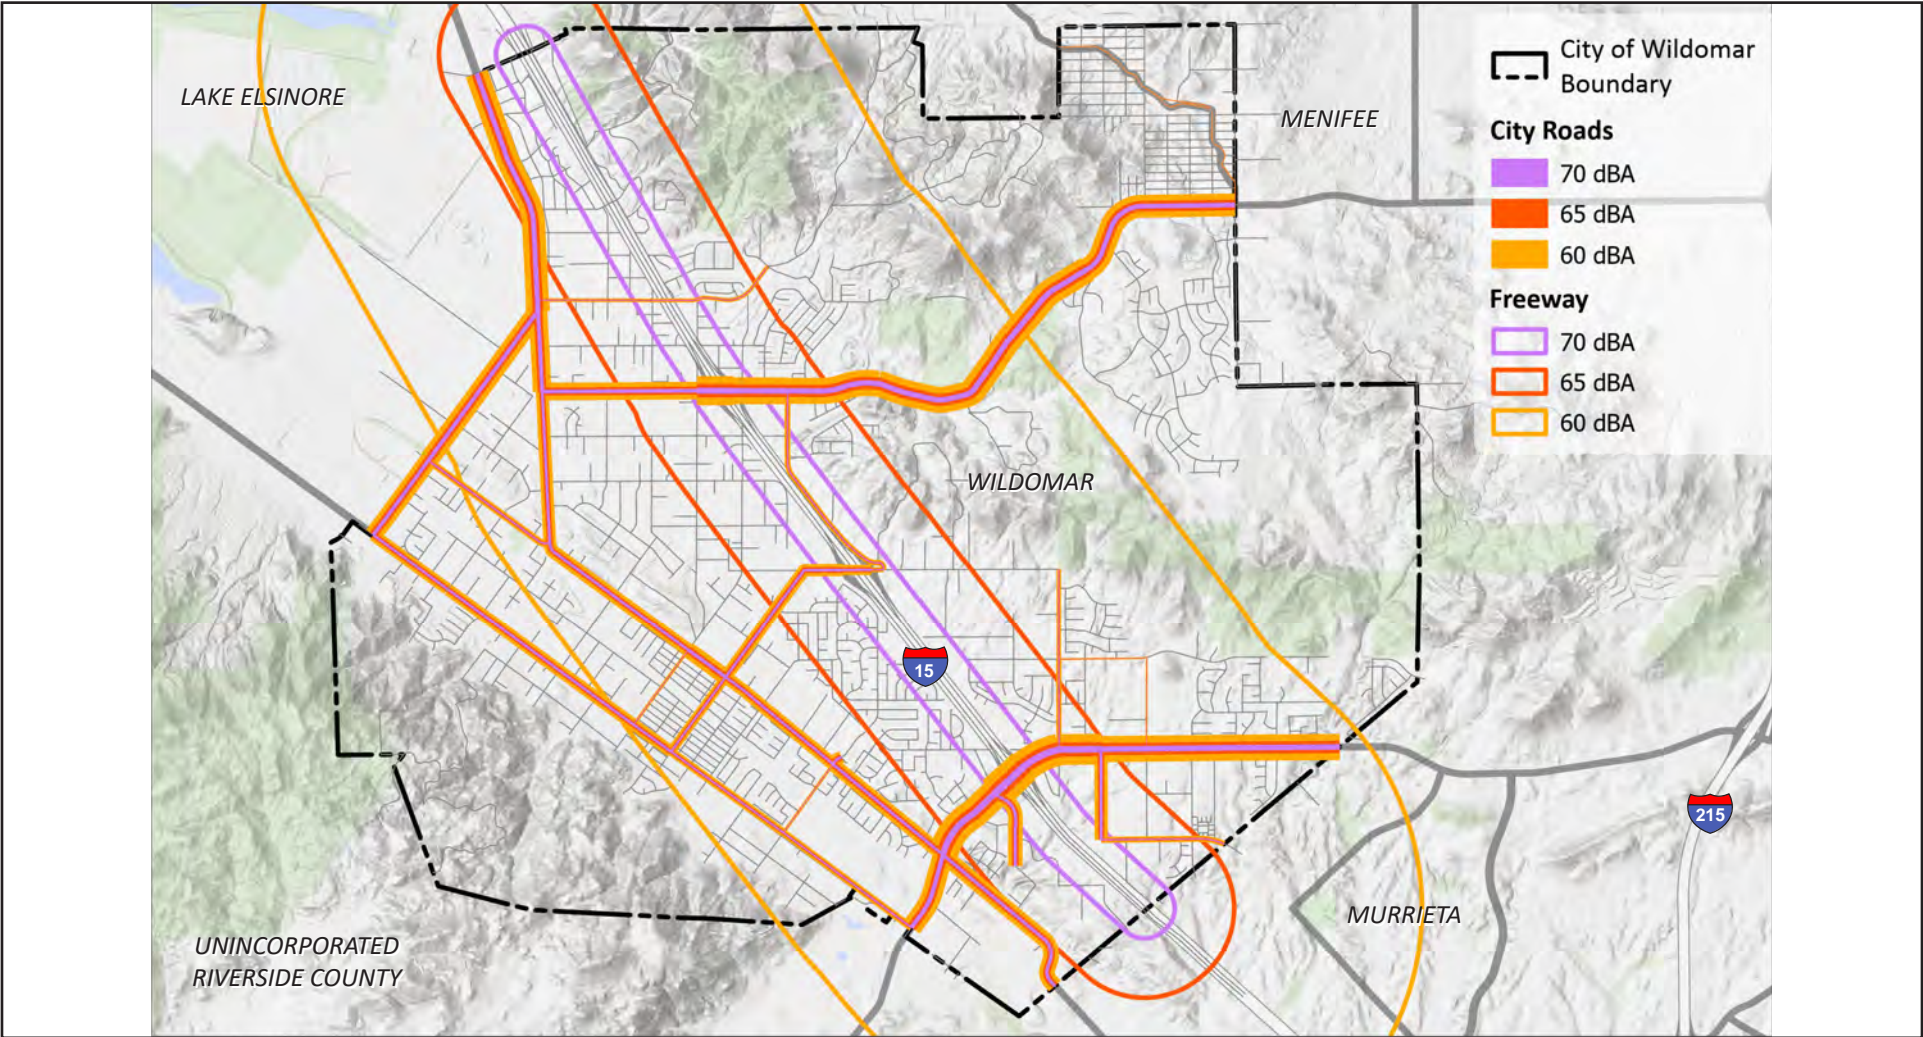 LAKE ELSINORE
MENIFEE
WILDOMAR
15
215
MURRIETA
UNINCORPORATED
RIVERSIDE COUNTY
City of Wildomar
Boundary
City Roads
70 dBA
65 dBA
60 dBA
Freeway
70 dBA
65 dBA
60 dBA